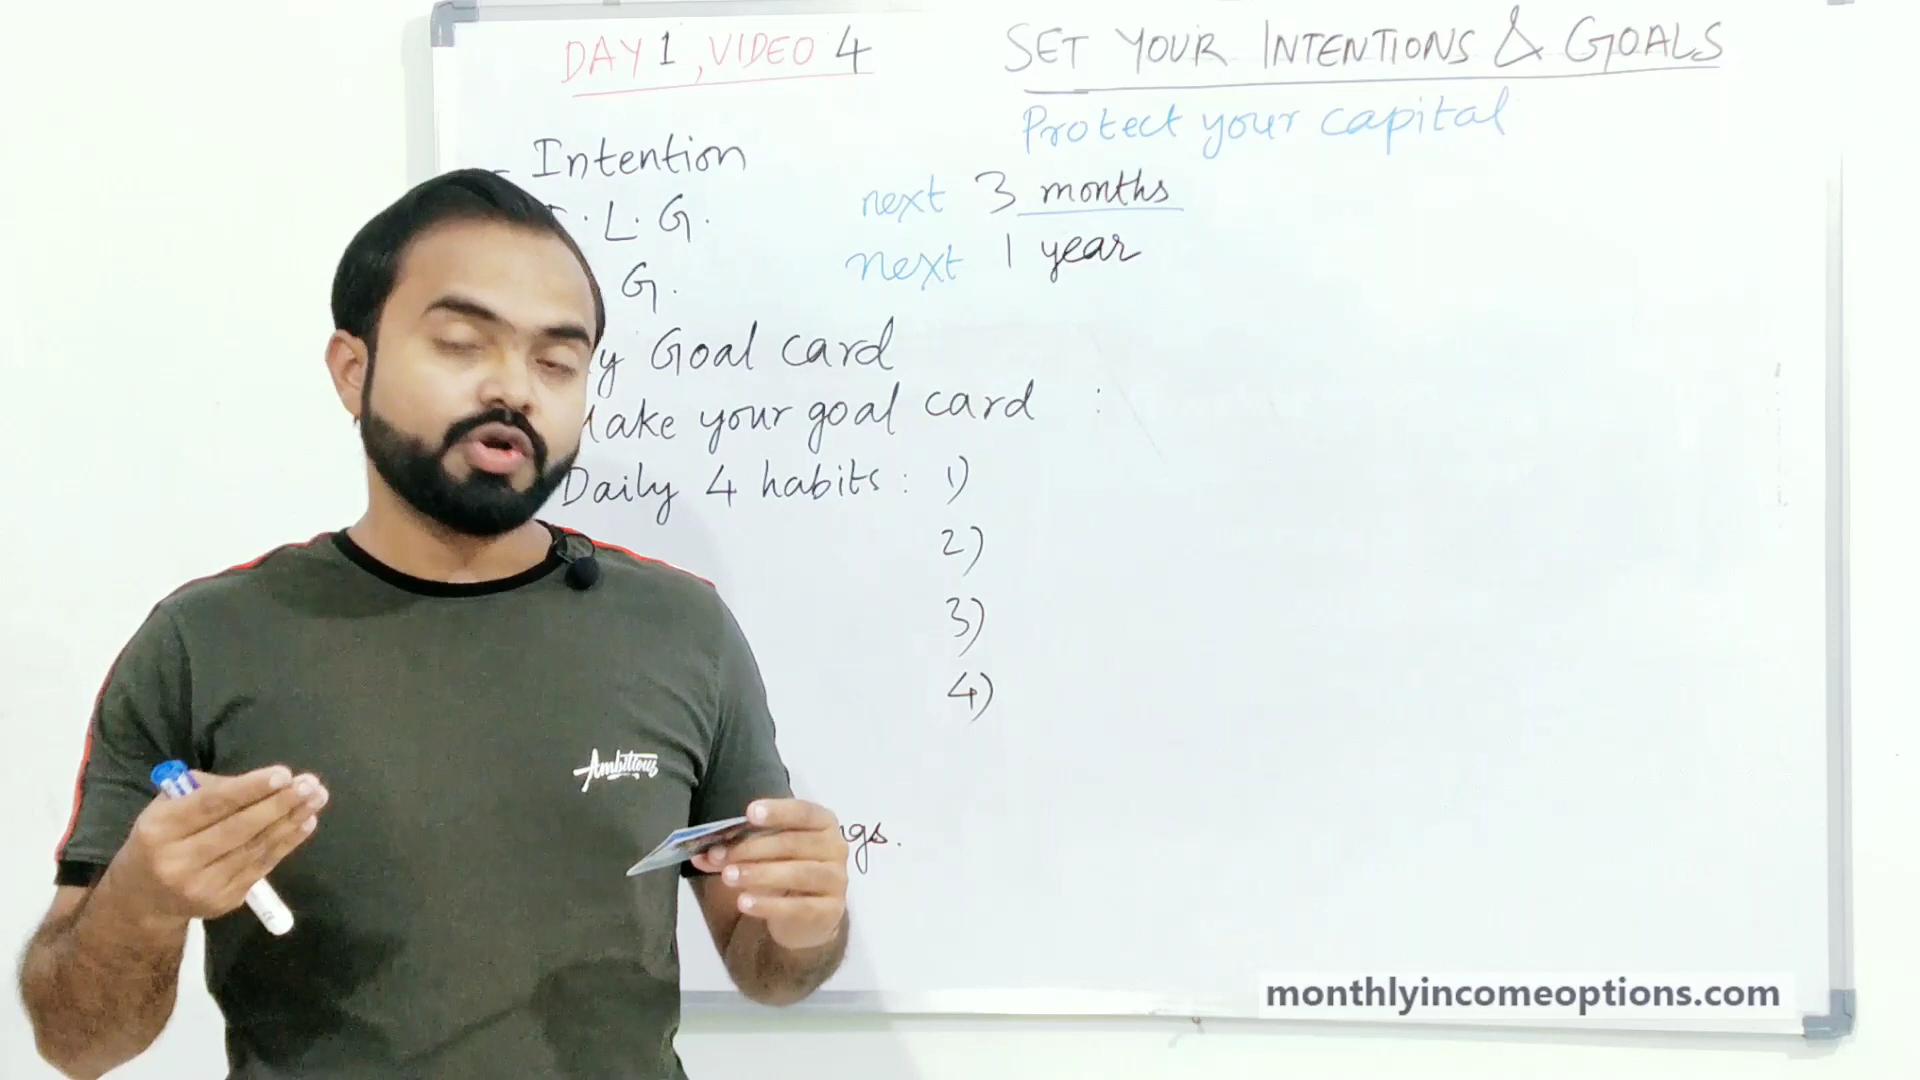 DAY 1, VIDEO 4
SET YOUR INTENTIONS & GOALS
Protect your capital
- Intention
next 3 months
. L. G.
next 1 year
G.
y Goal card
Make your goal card :
Daily 4 habits : 1)
2)
3)
4)
Ambitious
ngs.
monthlyincomeoptions.com